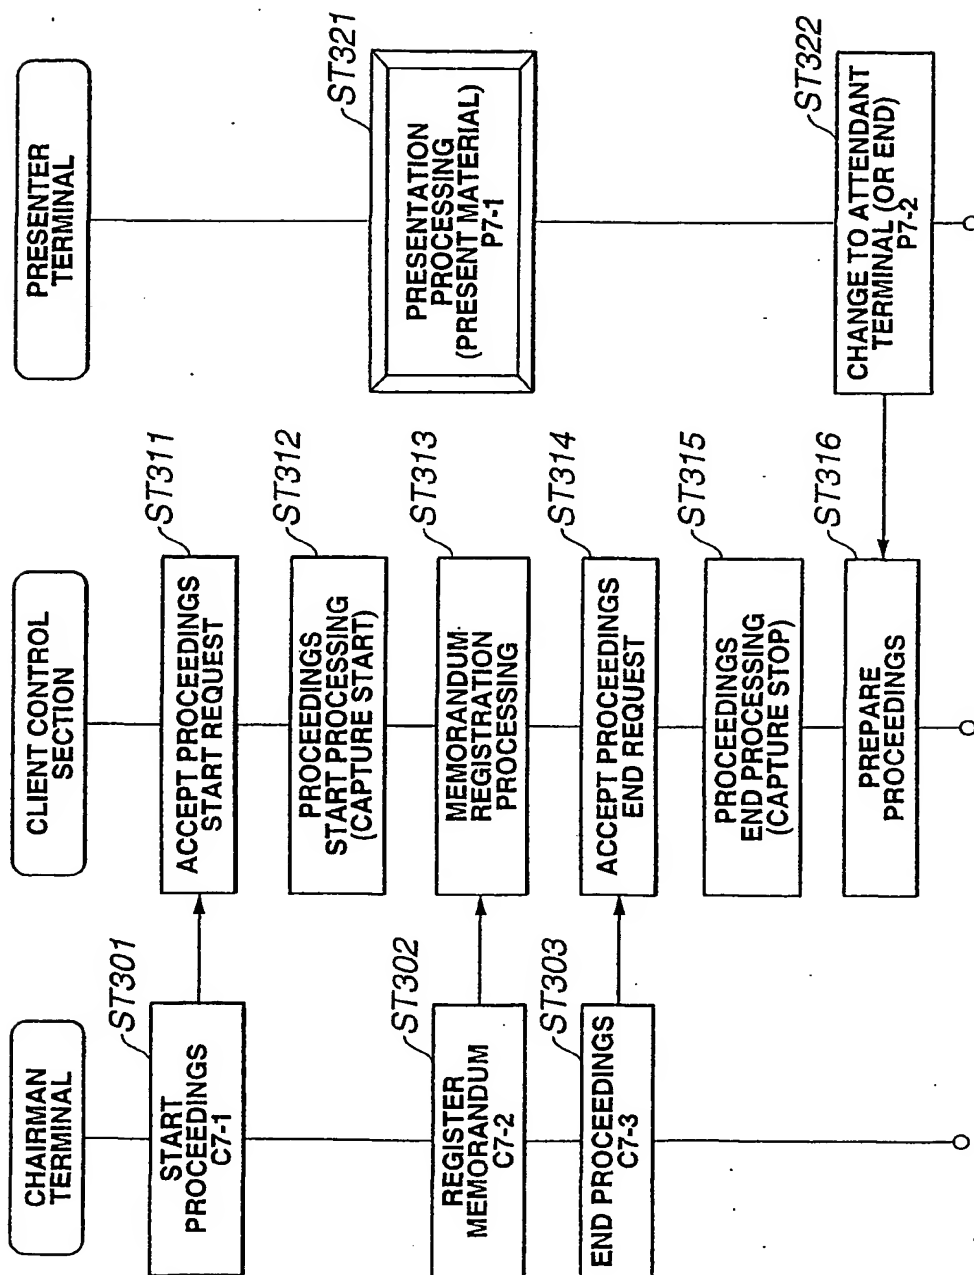 CHAIRMAN
TERMINAL
ST301
START
PROCEEDINGS
C7-1
ST302
REGISTER
MEMORANDUM
C7-2
ST303
END PROCEEDINGS
C7-3
CLIENT CONTROL
SECTION
ST311
ACCEPT PROCEEDINGS
START REQUEST
ST312
PROCEEDINGS
START PROCESSING
(CAPTURE START)
ST313
MEMORANDUM
REGISTRATION
PROCESSING
ST314
ACCEPT PROCEEDINGS
END REQUEST
ST315
PROCEEDINGS
END PROCESSING
(CAPTURE STOP)
ST316
PREPARE
PROCEEDINGS
PRESENTER
TERMINAL
ST321
PRESENTATION
PROCESSING
(PRESENT MATERIAL)
P7-1
ST322
CHANGE TO ATTENDANT
TERMINAL (OR END)
P7-2